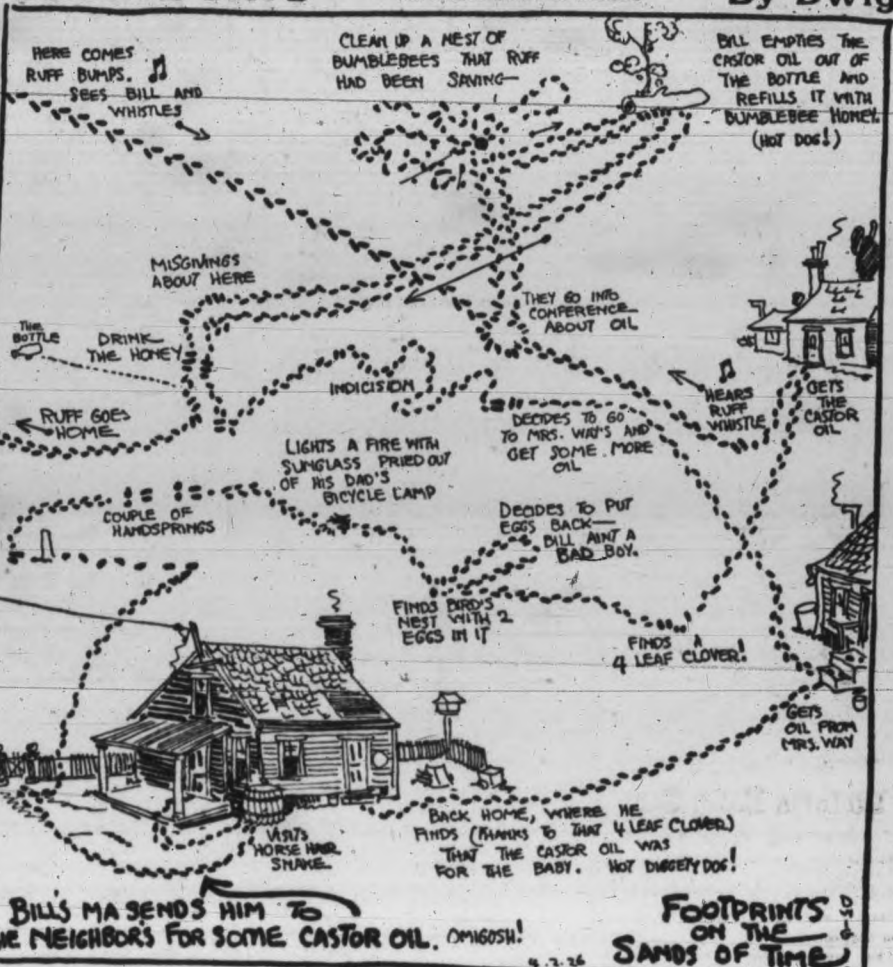 By Dwig
HERE COMES
RUFF BUMPS.
SEES BILL AND
WHISTLES
CLEAN UP A NEST OF
BUMBLEBEES THAT RUFF
HAD BEEN SAVING—
BILL EMPTIES THE
CASTOR OIL OUT OF
THE BOTTLE AND
REFILLS IT WITH
BUMBLEBEE HONEY.
(HOT DOG!)
MISGIVINGS
ABOUT HERE
THE
BOTTLE
DRINK
THE HONEY
THEY GO INTO
CONFERENCE
ABOUT OIL
INDICISION
HEARS
RUFF
WHISTLE
GETS
THE
CASTOR
OIL
RUFF GOES
HOME
DECIDES TO GO
TO MRS. WAY'S AND
GET SOME MORE
OIL
LIGHTS A FIRE WITH
SUNGLASS PRIED OUT
OF HIS DAD'S
BICYCLE LAMP
COUPLE OF
HANDSPRINGS
DECIDES TO PUT
EGGS BACK—
BILL AINT A
BAD BOY.
FINDS BIRD'S
NEST WITH 2
EGGS IN IT
FINDS A
4 LEAF CLOVER!
GETS
OIL FROM
MRS. WAY
VISITS
HORSE HAIR
SNAKE.
BACK HOME, WHERE HE
FINDS (THANKS TO THAT 4 LEAF CLOVER)
THAT THE CASTOR OIL WAS
FOR THE BABY. HOT DIGGETY DOG!
BILLS MA SENDS HIM TO
HE NEIGHBORS FOR SOME CASTOR OIL. OMIGOSH!
FOOTPRINTS
ON THE
SANDS OF TIME